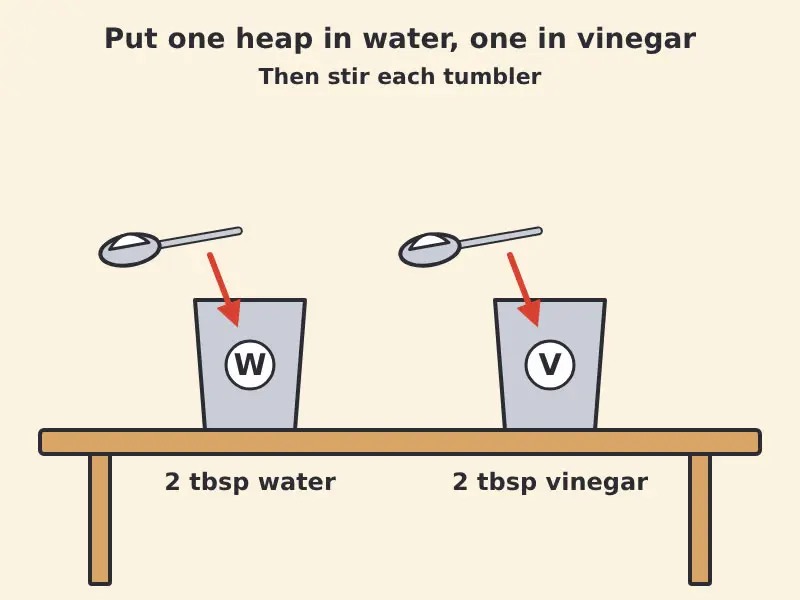 Put one heap in water, one in vinegar
Then stir each tumbler
W
V
2 tbsp water
2 tbsp vinegar